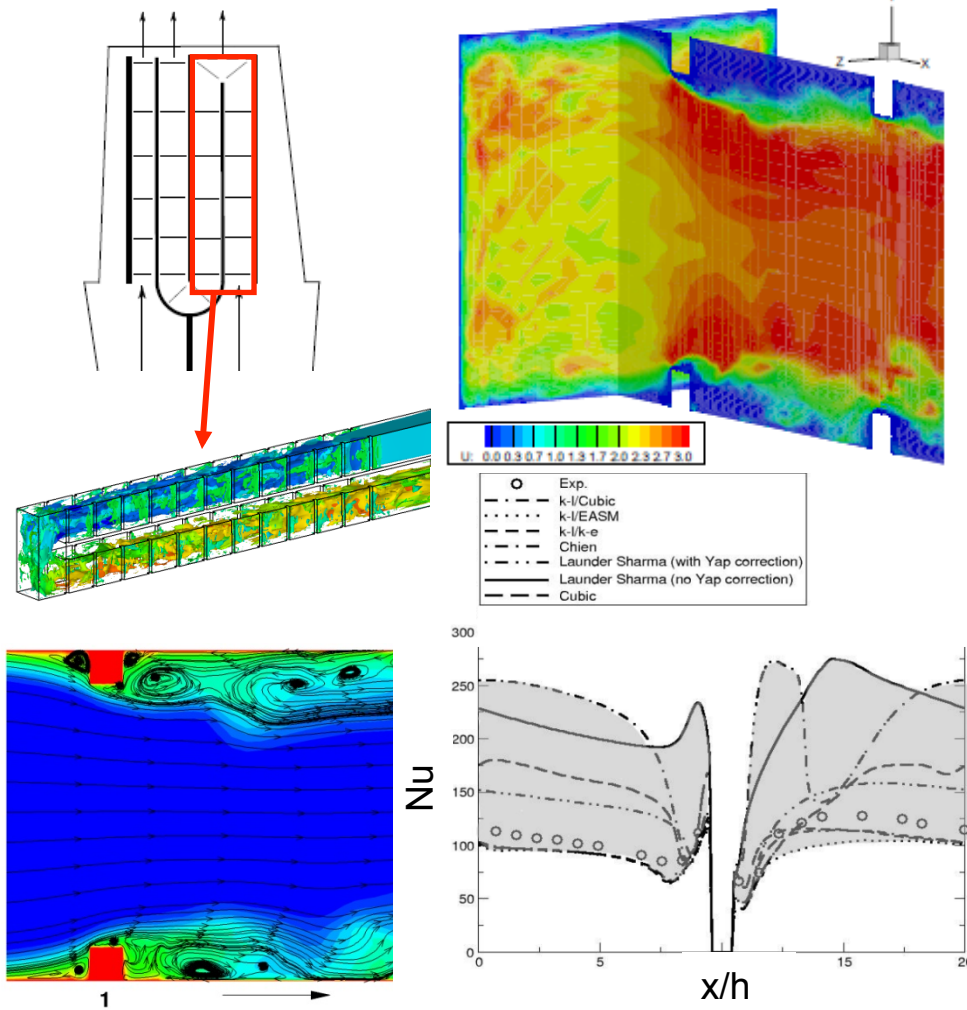 Z
X
U:
0.0 0.3 0.7 1.0 1.3 1.7 2.0 2.3 2.7 3.0
Exp.
k-l/Cubic
k-l/EASM
k-l/k-e
Chien
Launder Sharma (with Yap correction)
Launder Sharma (no Yap correction)
Cubic
300
250
200
150
100
50
0
Nu
0
5
15
20
x/h
1